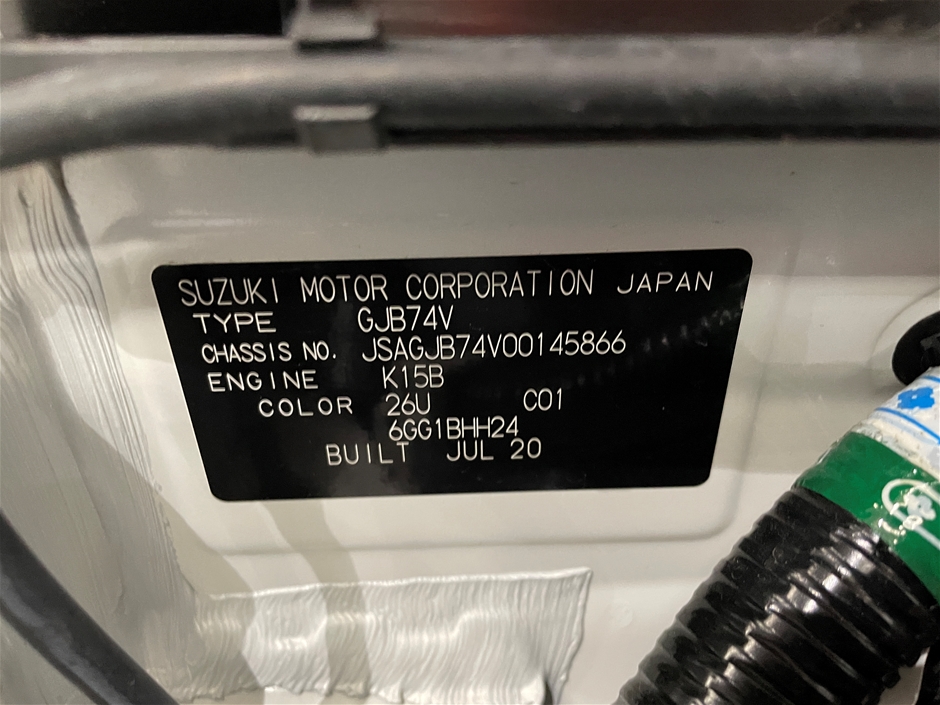 SUZUKI MOTOR CORPORATION JAPAN
TYPE GJB74V
CHASSIS NO. JSAGJB74V00145866
ENGINE K15B
COLOR 26U C01
6GG1BHH24
BUILT JUL 20